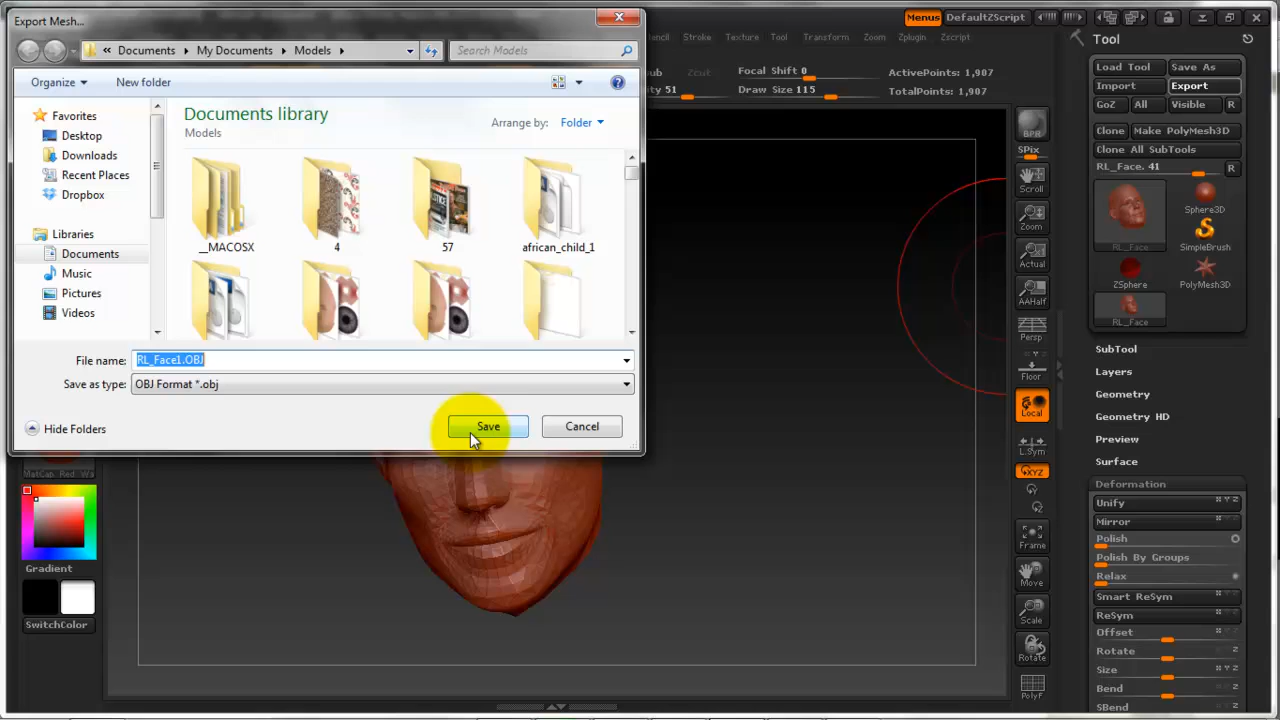 Export Mesh...
« Documents ▸ My Documents ▸ Models ▸
Search Models
Organize
New folder
Favorites
Desktop
Downloads
Recent Places
Dropbox
Libraries
Documents
Music
Pictures
Videos
Documents library
Models
Arrange by: Folder
__MACOSX
4
57
african_child_1
File name: RL_Face1.OBJ
Save as type: OBJ Format *.obj
Hide Folders
Save
Cancel
Menus
DefaultZScript
Stroke
Texture
Tool
Transform
Zoom
Zplugin
Zscript
Zcut
Focal Shift 0
Draw Size 115
ActivePoints: 1,907
TotalPoints: 1,907
BPR
SPix
Scroll
Zoom
Actual
AAHalf
Persp
Floor
Local
L.Sym
XYZ
Frame
Move
Scale
Rotate
PolyF
Tool
Load Tool
Save As
Import
Export
GoZ
All
Visible
R
Clone
Make PolyMesh3D
Clone All SubTools
RL_Face. 41
R
RL_Face
Sphere3D
SimpleBrush
ZSphere
PolyMesh3D
RL_Face
SubTool
Layers
Geometry
Geometry HD
Preview
Surface
Deformation
Unify
Mirror
Polish
Polish By Groups
Relax
Smart ReSym
ReSym
Offset
Rotate
Size
Bend
SBend
Gradient
SwitchColor